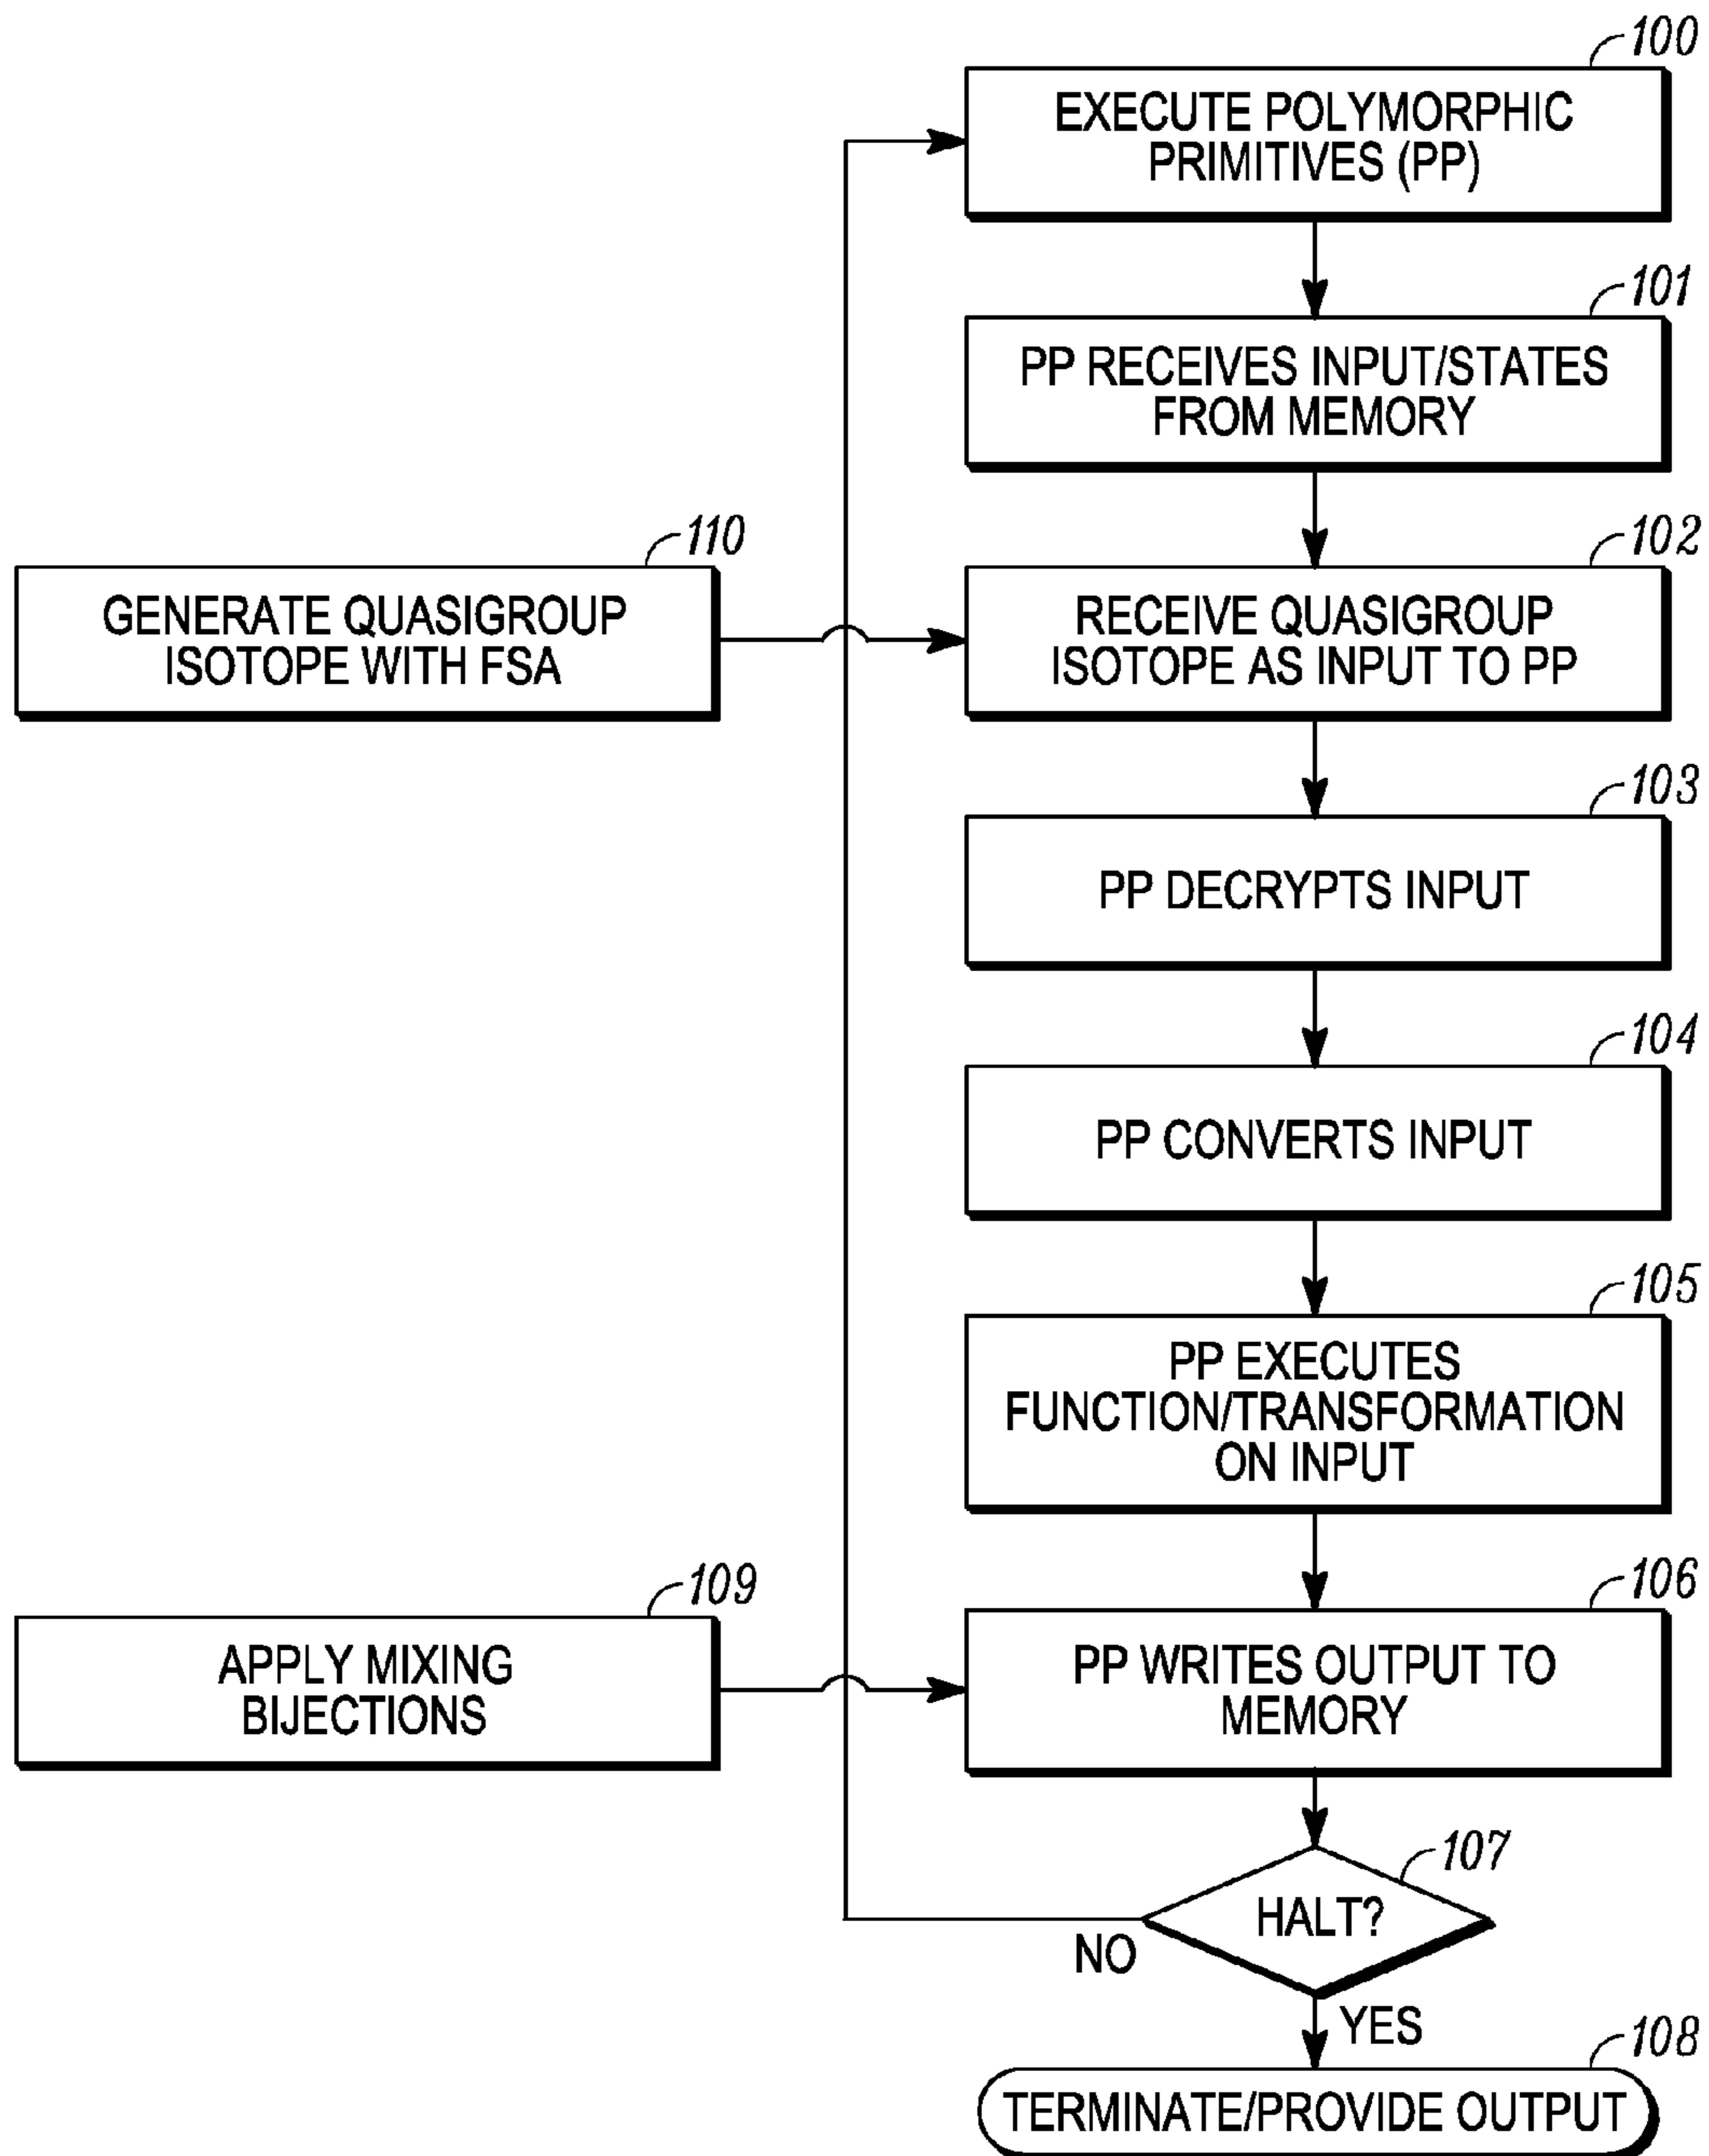 100
EXECUTE POLYMORPHIC
PRIMITIVES (PP)
101
PP RECEIVES INPUT/STATES
FROM MEMORY
110
GENERATE QUASIGROUP
ISOTOPE WITH FSA
102
RECEIVE QUASIGROUP
ISOTOPE AS INPUT TO PP
103
PP DECRYPTS INPUT
104
PP CONVERTS INPUT
105
PP EXECUTES
FUNCTION/TRANSFORMATION
ON INPUT
109
APPLY MIXING
BIJECTIONS
106
PP WRITES OUTPUT TO
MEMORY
107
HALT?
NO
YES
108
TERMINATE/PROVIDE OUTPUT